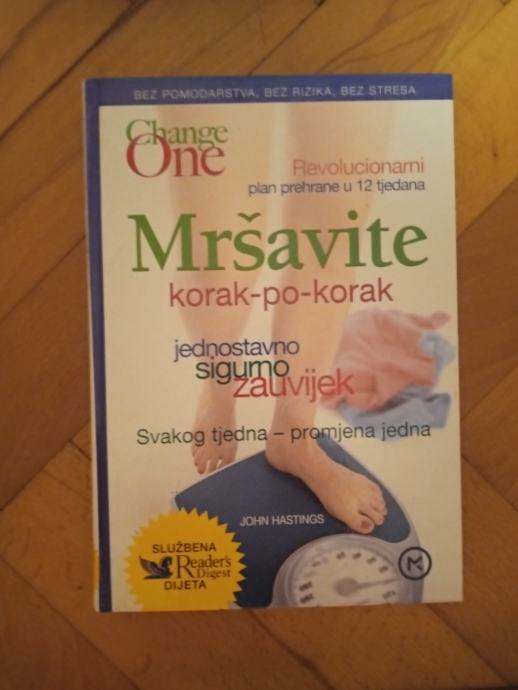 BEZ POMODARSTVA, BEZ RIZIKA, BEZ STRESA
Change
One
Revolucionarni
plan prehrane u 12 tjedana
Mršavite
korak-po-korak
jednostavno
sigurno
zauvijek
Svakog tjedna – promjena jedna
JOHN HASTINGS
SLUŽBENA
Reader's
Digest
DIJETA
M